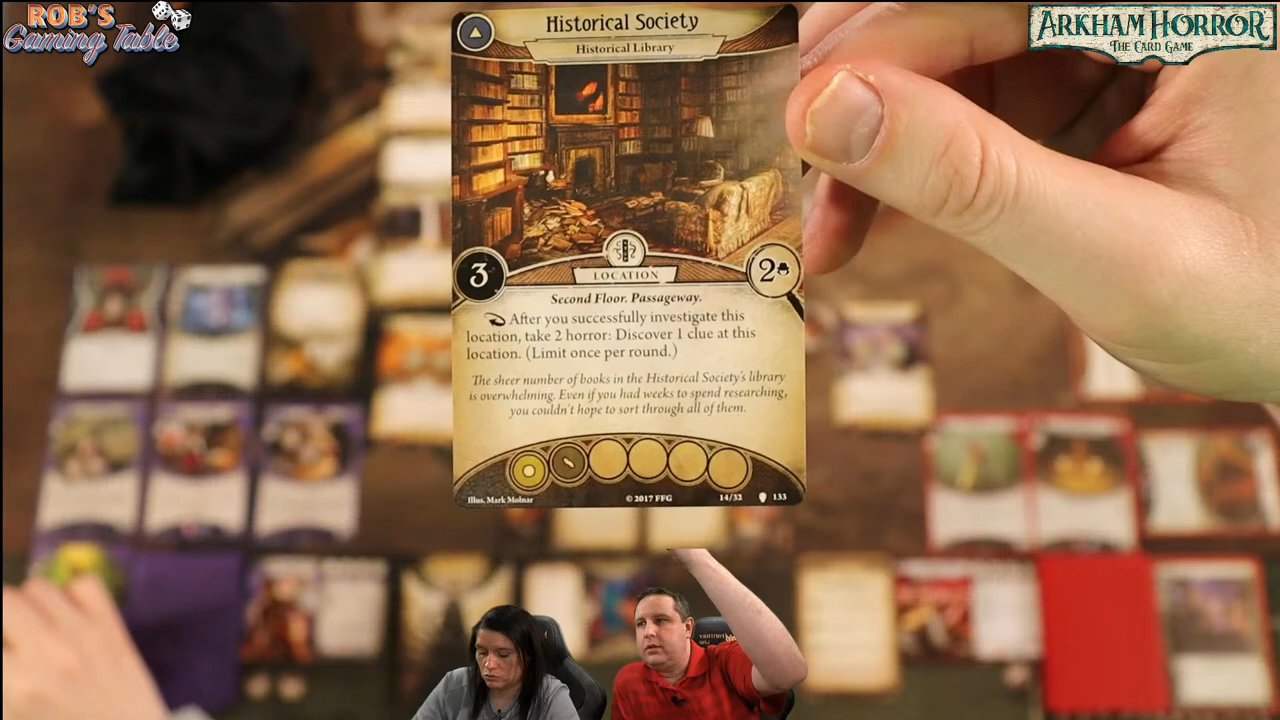 ROB'S
Gaming Table
ARKHAM HORROR
THE CARD GAME
Historical Society
Historical Library
3
2
LOCATION
Second Floor. Passageway.
After you successfully investigate this
location, take 2 horror: Discover 1 clue at this
location. (Limit once per round.)
The sheer number of books in the Historical Society's library
is overwhelming. Even if you had weeks to spend researching,
you couldn't hope to sort through all of them.
Illus. Mark Molnar
© 2017 FFG
14/32
133